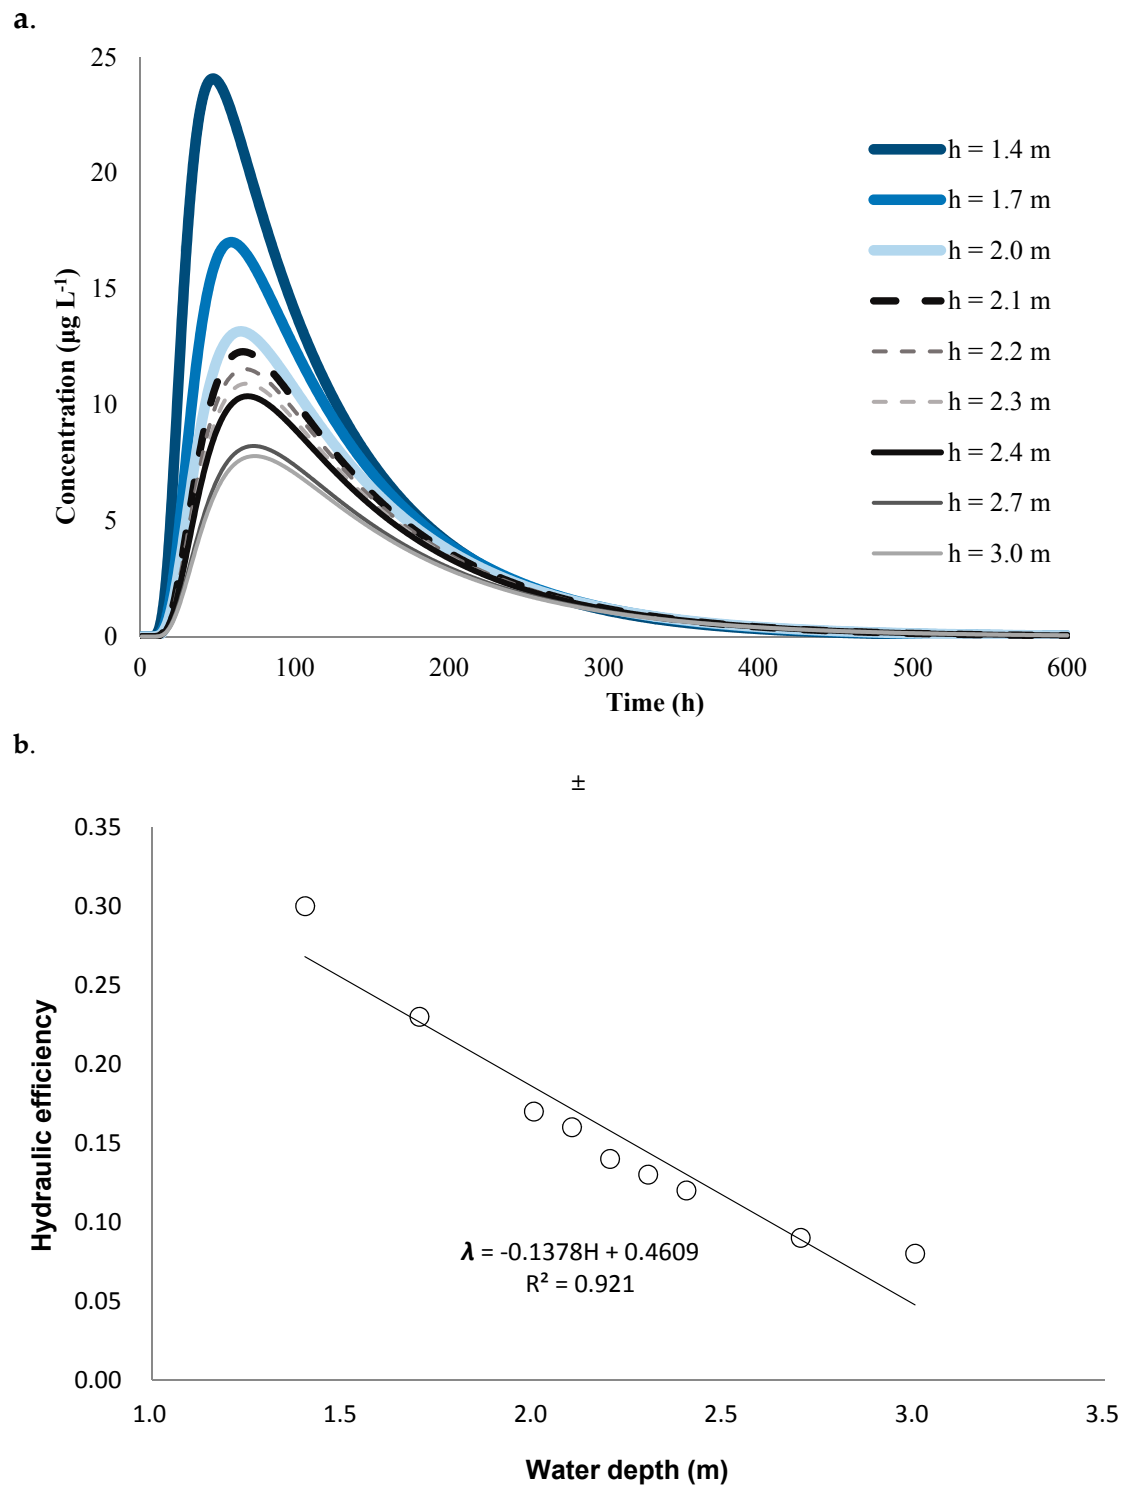 a.
25
20
15
10
5
0
Concentration (µg L⁻¹)
h = 1.4 m
h = 1.7 m
h = 2.0 m
h = 2.1 m
h = 2.2 m
h = 2.3 m
h = 2.4 m
h = 2.7 m
h = 3.0 m
0 100 200 300 400 500 600
Time (h)
b.
±
0.35
0.30
0.25
0.20
0.15
0.10
0.05
0.00
Hydraulic efficiency
λ = -0.1378H + 0.4609
R² = 0.921
1.0 1.5 2.0 2.5 3.0 3.5
Water depth (m)